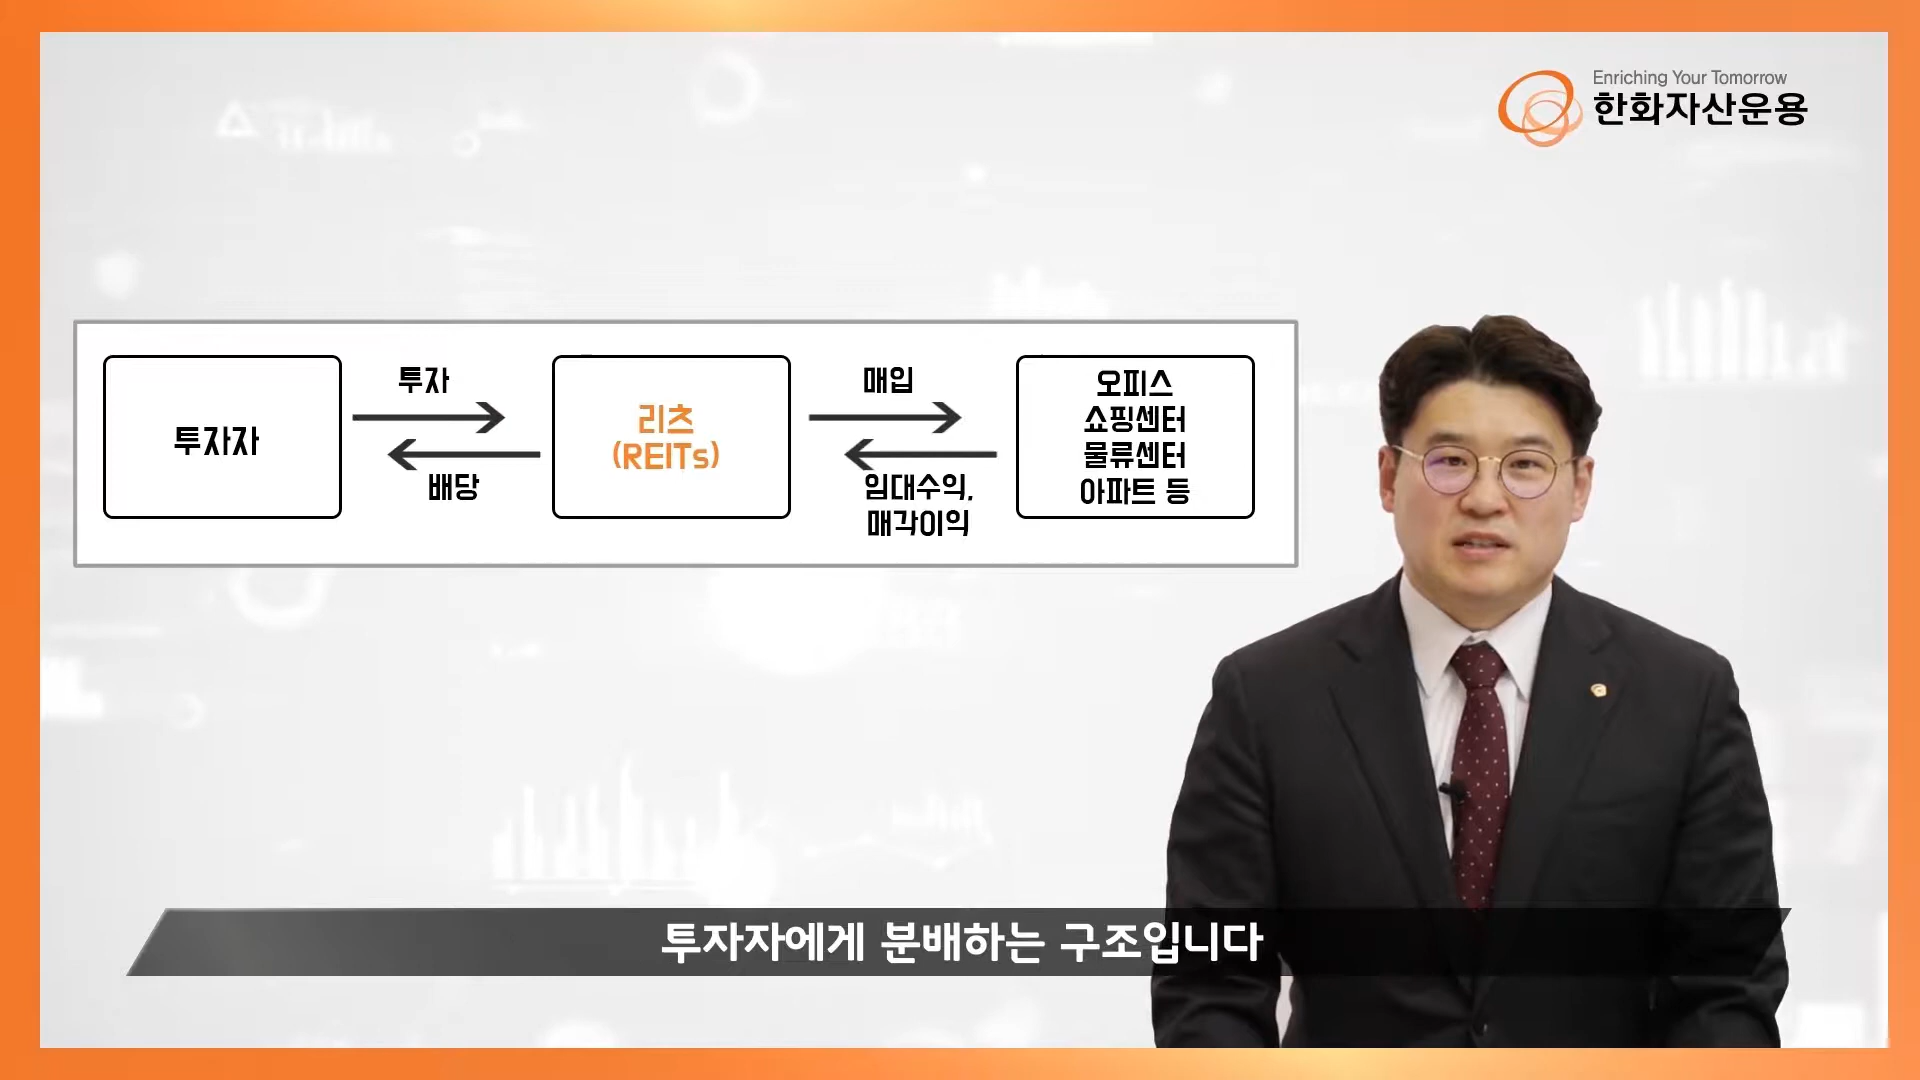 Enriching Your Tomorrow
한화자산운용
투자자
투자
배당
리츠
(REITs)
매입
임대수익,
매각이익
오피스
쇼핑센터
물류센터
아파트 등
투자자에게 분배하는 구조입니다